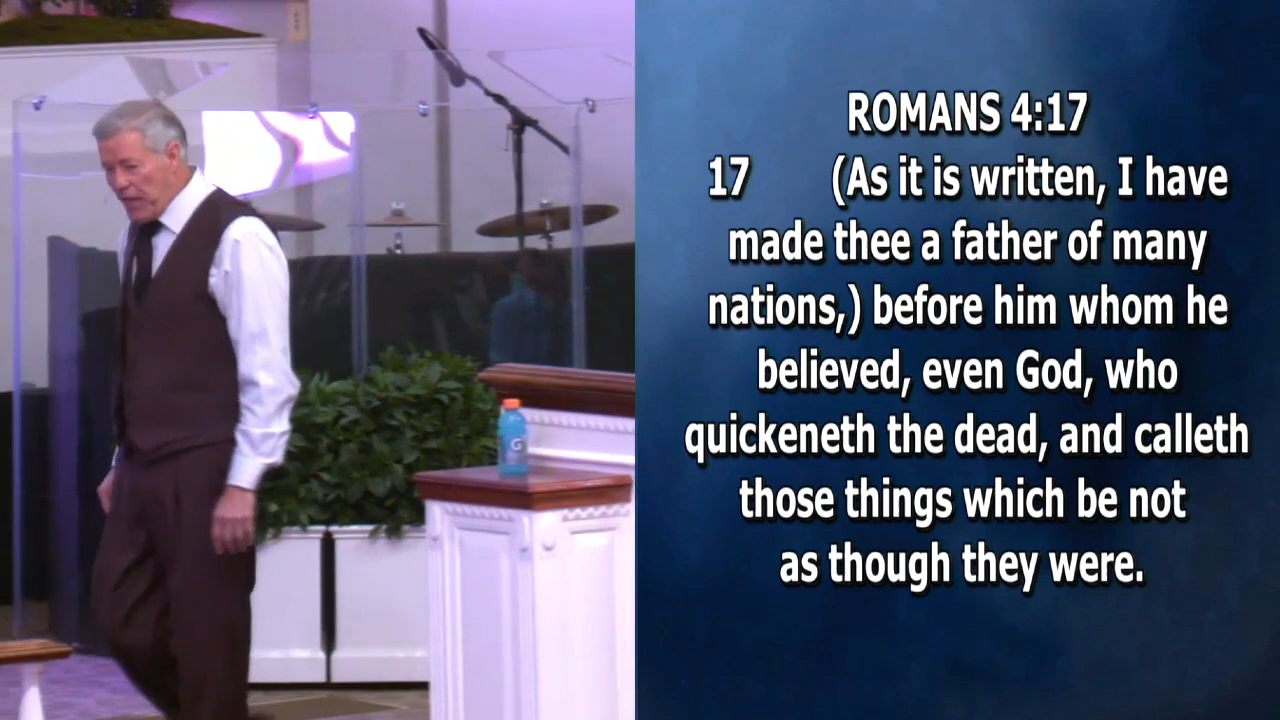 ROMANS 4:17
17 (As it is written, I have
made thee a father of many
nations,) before him whom he
believed, even God, who
quickeneth the dead, and calleth
those things which be not
as though they were.
G